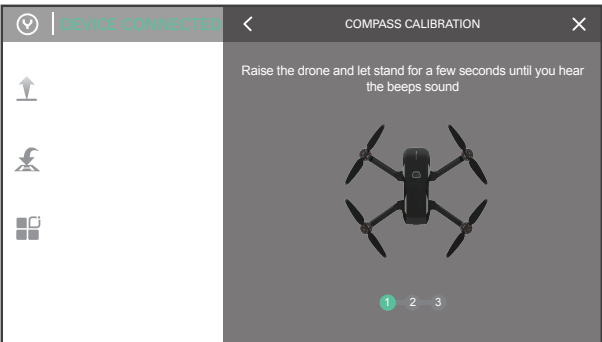 DEVICE CONNECTED
COMPASS CALIBRATION
Raise the drone and let stand for a few seconds until you hear
the beeps sound
1 2 3